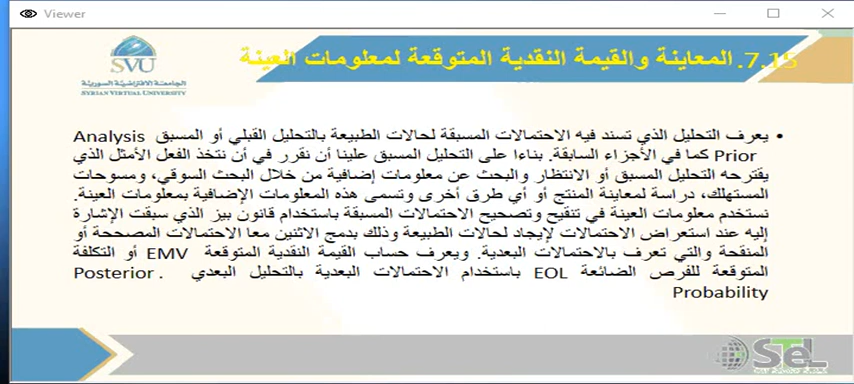 Viewer
7.15. المعاينة والقيمة النقدية المتوقعة لمعلومات العينة
SVU
الجامعة الافتراضية السورية
SYRIAN VIRTUAL UNIVERSITY
• يعرف التحليل الذي تسند فيه الاحتمالات المسبقة لحالات الطبيعة بالتحليل القبلي أو المسبق Analysis
Prior كما في الأجزاء السابقة. بناءا على التحليل المسبق علينا أن نقرر في أن نتخذ الفعل الأمثل الذي
يقترحه التحليل المسبق أو الانتظار والبحث عن معلومات إضافية من خلال البحث السوقي، ومسوحات
المستهلك، دراسة لمعاينة المنتج أو أي طرق أخرى وتسمى هذه المعلومات الإضافية بمعلومات العينة.
نستخدم معلومات العينة في تنقيح وتصحيح الاحتمالات المسبقة باستخدام قانون بيز الذي سبقت الإشارة
إليه عند استعراض الاحتمالات لإيجاد لحالات الطبيعة وذلك بدمج الاثنين معا الاحتمالات المصححة أو
المنقحة والتي تعرف بالاحتمالات البعدية. ويعرف حساب القيمة النقدية المتوقعة EMV أو التكلفة
المتوقعة للفرص الضائعة EOL باستخدام الاحتمالات البعدية بالتحليل البعدي . Posterior
Probability
SeTL